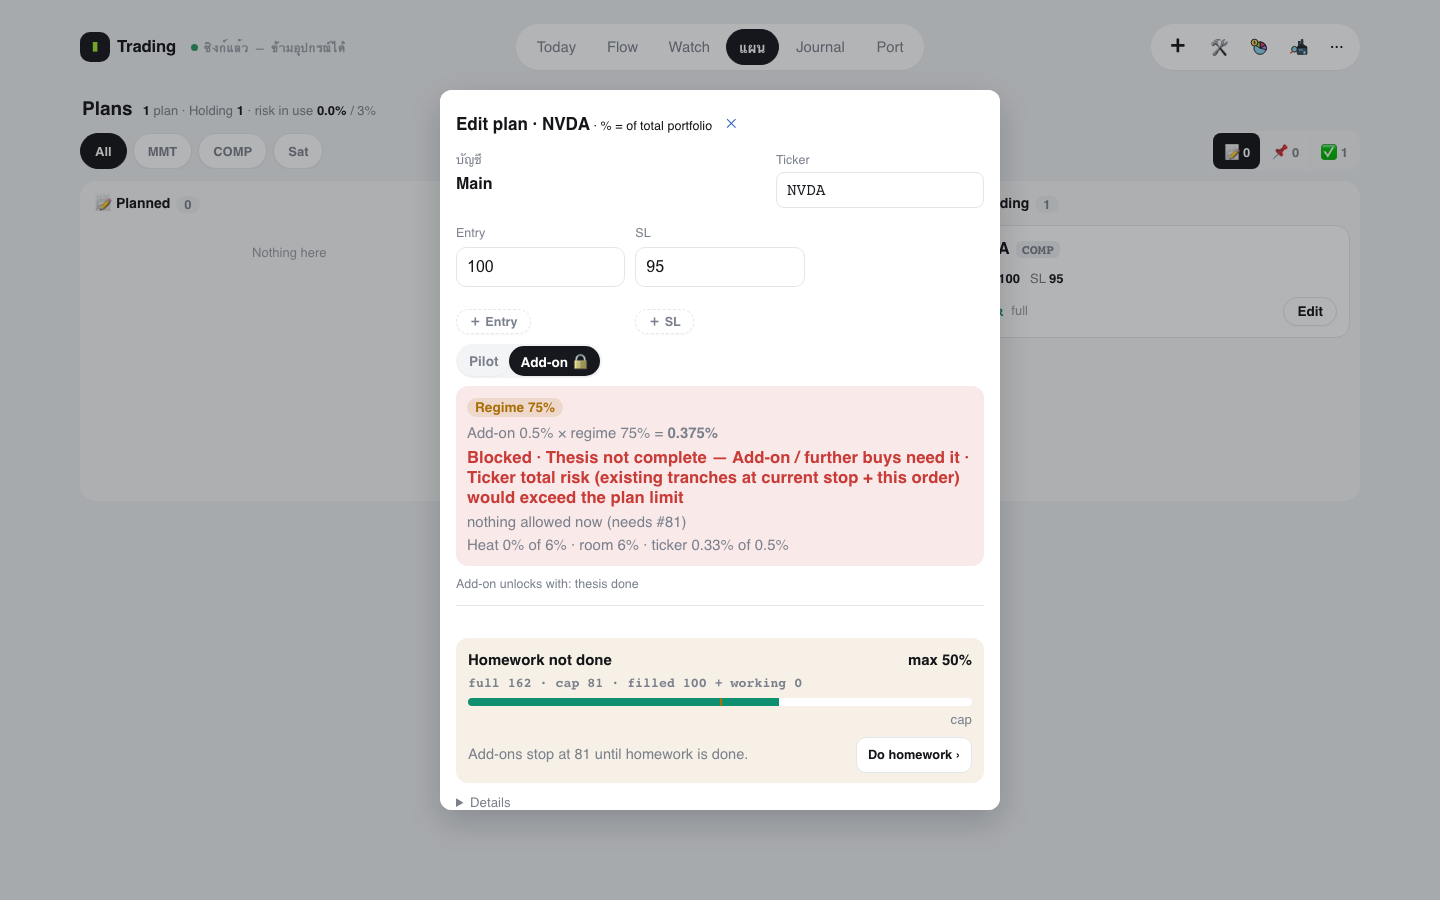 Trading ซิงก์แล้ว — ข้ามอุปกรณ์ได้
Today Flow Watch แผน Journal Port
+ ···
Plans 1 plan · Holding 1 · risk in use 0.0% / 3%
All MMT COMP Sat
0 0 1
Planned 0
Nothing here
ding 1
A COMP
100 SL 95
full
Edit
Edit plan · NVDA · % = of total portfolio ×
บัญชี
Main
Ticker
NVDA
Entry
100
SL
95
+ Entry
+ SL
Pilot Add-on
Regime 75%
Add-on 0.5% × regime 75% = 0.375%
Blocked · Thesis not complete — Add-on / further buys need it ·
Ticker total risk (existing tranches at current stop + this order)
would exceed the plan limit
nothing allowed now (needs #81)
Heat 0% of 6% · room 6% · ticker 0.33% of 0.5%
Add-on unlocks with: thesis done
Homework not done max 50%
full 162 · cap 81 · filled 100 + working 0
cap
Add-ons stop at 81 until homework is done.
Do homework ›
Details